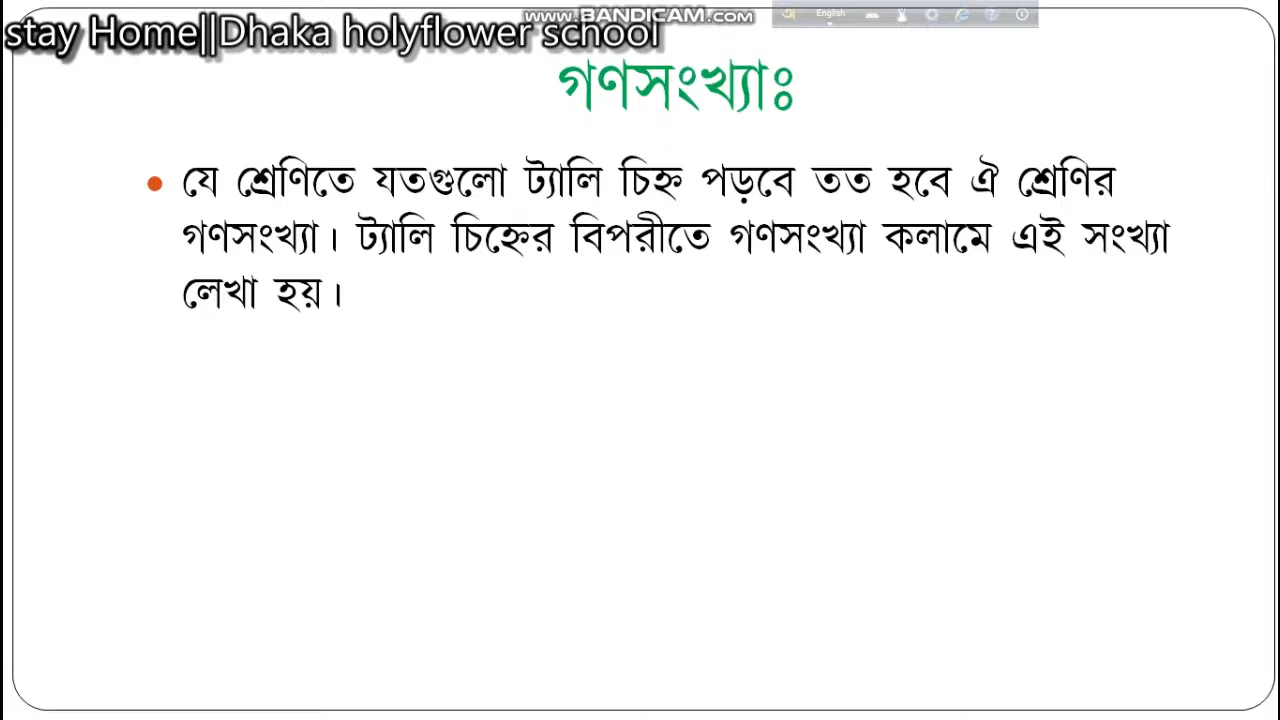 www.BANDICAM.com
English
stay Home||Dhaka holyflower school
গণসংখ্যাঃ
• যে শ্রেণিতে যতগুলো ট্যালি চিহ্ন পড়বে তত হবে ঐ শ্রেণির
গণসংখ্যা। ট্যালি চিহ্নের বিপরীতে গণসংখ্যা কলামে এই সংখ্যা
লেখা হয়।